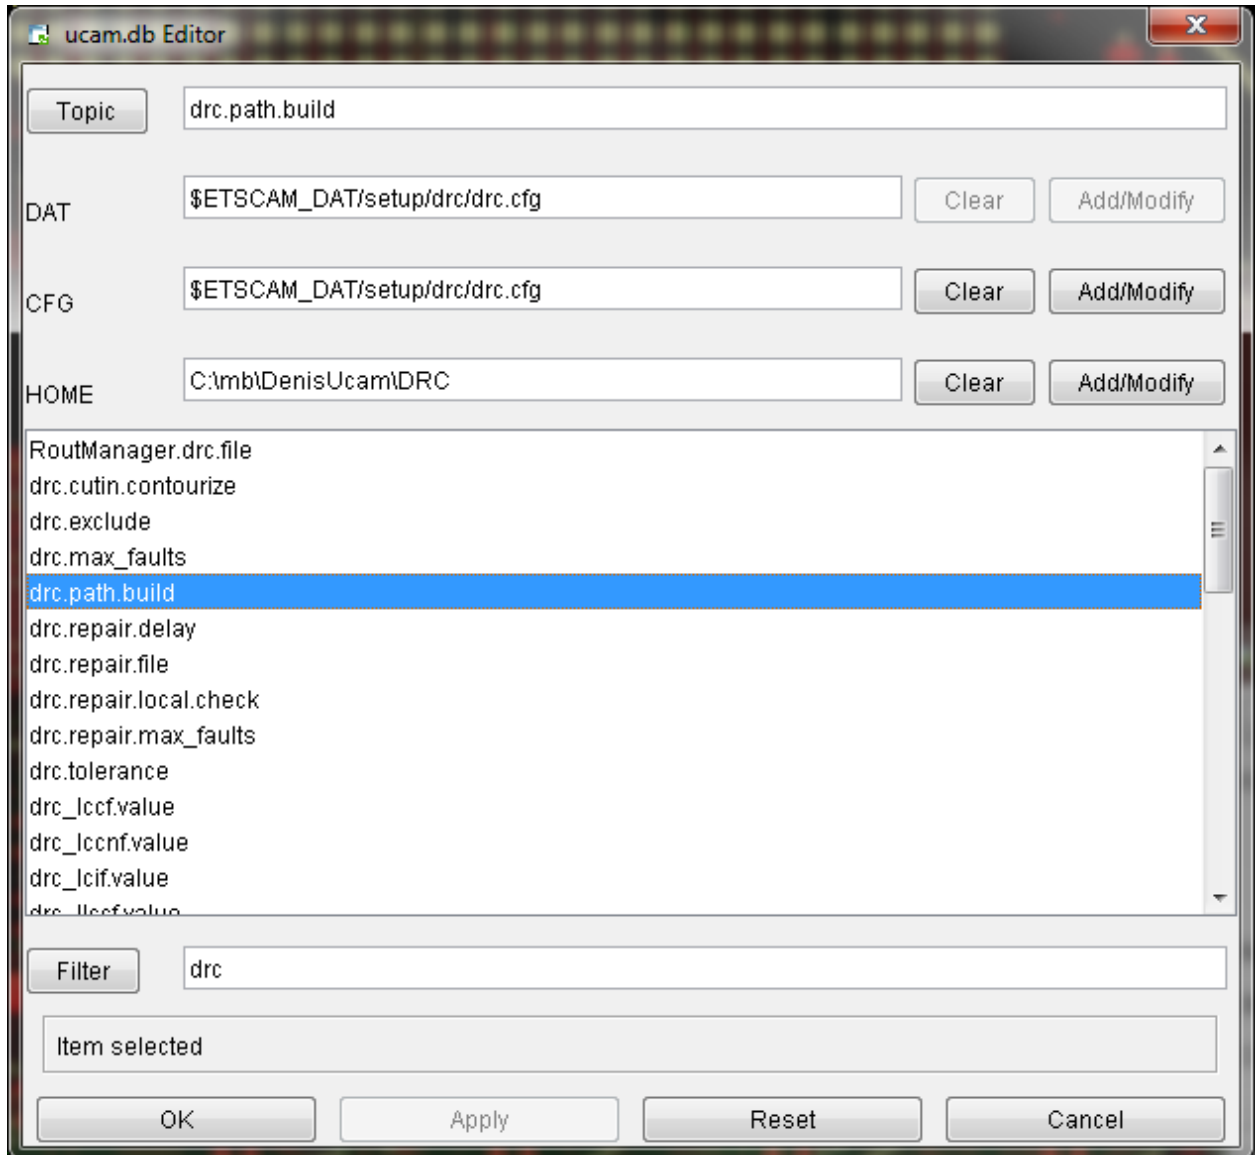 ucam.db Editor
Topic drc.path.build
DAT $ETSCAM_DAT/setup/drc/drc.cfg Clear Add/Modify
CFG $ETSCAM_DAT/setup/drc/drc.cfg Clear Add/Modify
HOME C:\mb\DenisUcam\DRC Clear Add/Modify
RoutManager.drc.file
drc.cutin.contourize
drc.exclude
drc.max_faults
drc.path.build
drc.repair.delay
drc.repair.file
drc.repair.local.check
drc.repair.max_faults
drc.tolerance
drc_lccf.value
drc_lccnf.value
drc_lcif.value
Filter drc
Item selected
OK Apply Reset Cancel